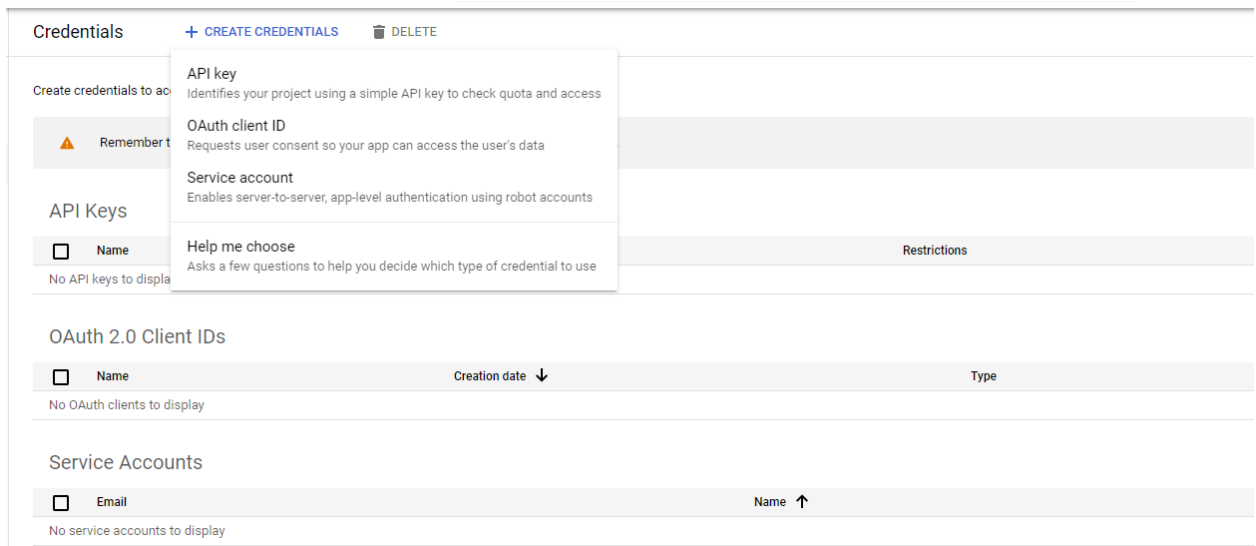 Credentials + CREATE CREDENTIALS DELETE
API key
Identifies your project using a simple API key to check quota and access
Create credentials to ac
OAuth client ID
Requests user consent so your app can access the user's data
Remember t
Service account
Enables server-to-server, app-level authentication using robot accounts
API Keys
Help me choose
Asks a few questions to help you decide which type of credential to use
Name Restrictions
No API keys to displa
OAuth 2.0 Client IDs
Name Creation date ↓ Type
No OAuth clients to display
Service Accounts
Email Name ↑
No service accounts to display